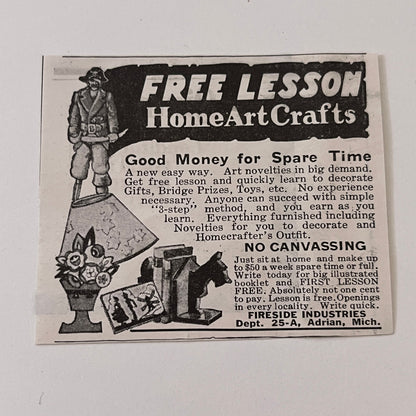 FREE LESSON
Home Art Crafts
Good Money for Spare Time
A new easy way. Art novelties in big demand.
Get free lesson and quickly learn to decorate
Gifts, Bridge Prizes, Toys, etc. No experience
necessary. Anyone can succeed with simple
"3-step" method, and you earn as you
learn. Everything furnished including
Novelties for you to decorate and
Homecrafter's Outfit.
NO CANVASSING
Just sit at home and make up
to $50 a week spare time or full.
Write today for big illustrated
booklet and FIRST LESSON
FREE. Absolutely not one cent
to pay. Lesson is free. Openings
in every locality. Write quick.
FIRESIDE INDUSTRIES
Dept. 25-A, Adrian, Mich.